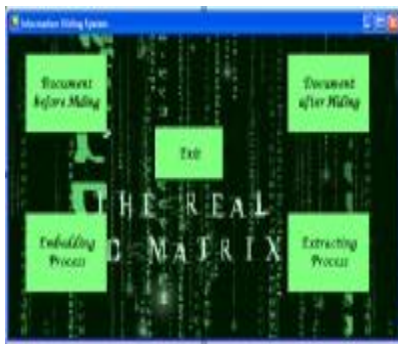 Information Hiding System
Document
before Hiding
Document
after Hiding
Exit
THE REAL
MATRIX
Embedding
Process
Extracting
Process